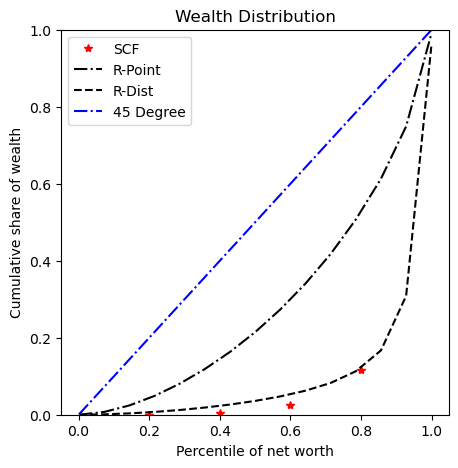 Wealth Distribution
SCF
R-Point
R-Dist
45 Degree
Cumulative share of wealth
1.0
0.8
0.6
0.4
0.2
0.0
0.0 0.2 0.4 0.6 0.8 1.0
Percentile of net worth